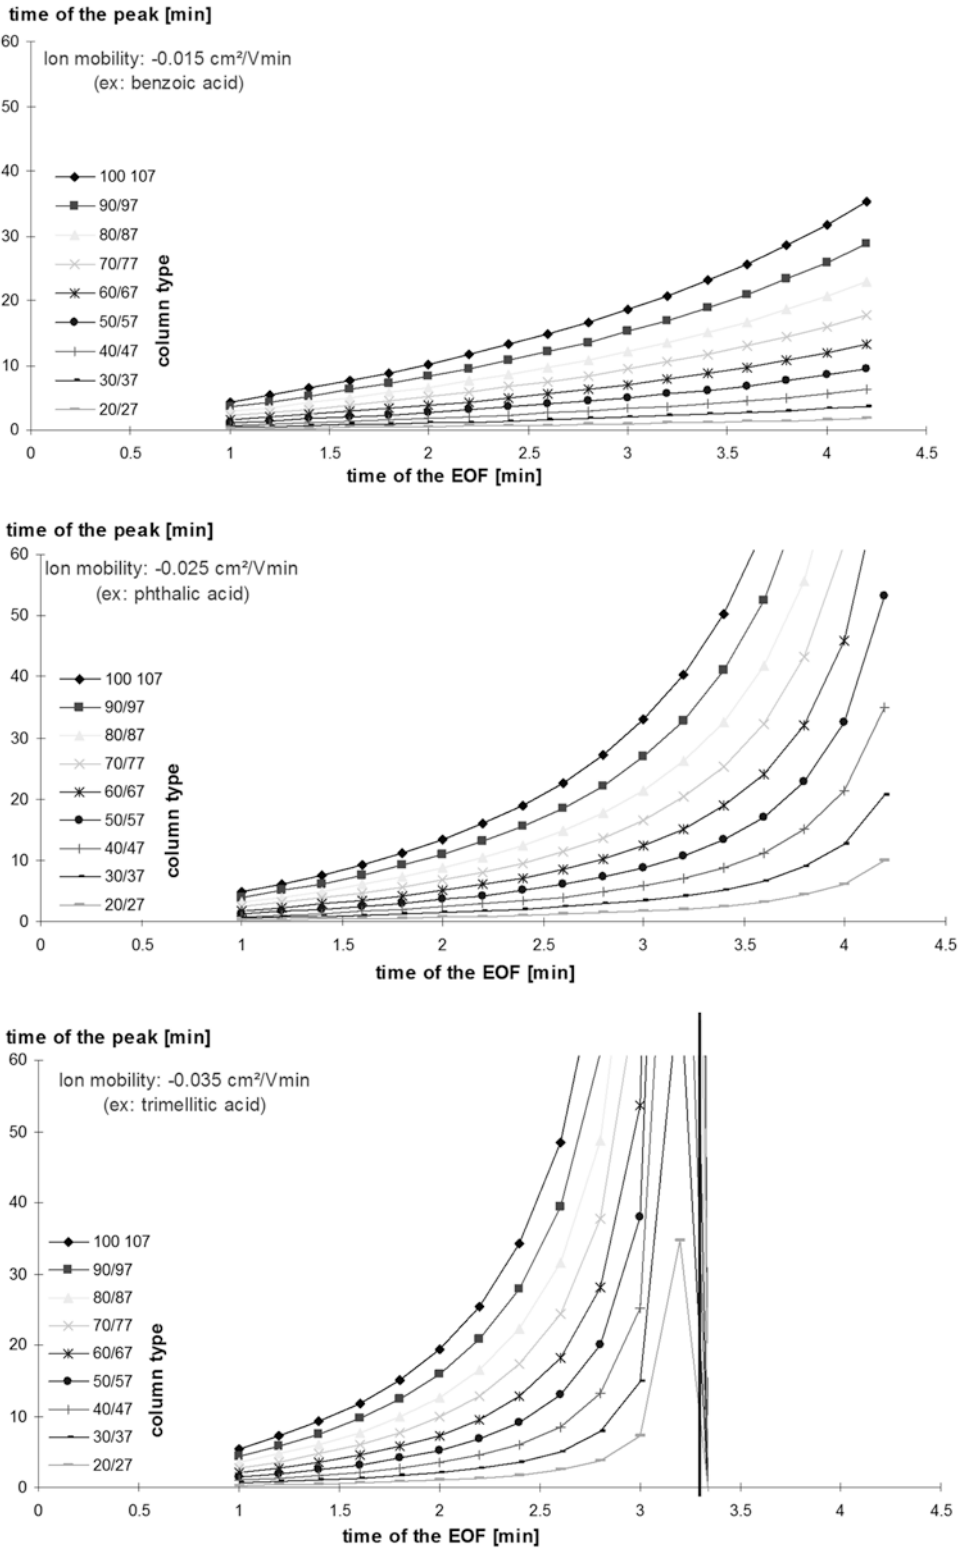 time of the peak [min]
60
Ion mobility: -0.015 cm²/Vmin
(ex: benzoic acid)
50
40
100 107
90/97
30
80/87
70/77
60/67
20
50/57
40/47
10
30/37
20/27
column type
0
0 0.5 1 1.5 2 2.5 3 3.5 4 4.5
time of the EOF [min]
time of the peak [min]
60
Ion mobility: -0.025 cm²/Vmin
(ex: phthalic acid)
50
40
100 107
90/97
30
80/87
70/77
20
60/67
50/57
10
40/47
30/37
20/27
column type
0
0 0.5 1 1.5 2 2.5 3 3.5 4 4.5
time of the EOF [min]
time of the peak [min]
60
Ion mobility: -0.035 cm²/Vmin
(ex: trimellitic acid)
50
40
100 107
30
90/97
80/87
70/77
20
60/67
50/57
10
40/47
30/37
20/27
column type
0
0 0.5 1 1.5 2 2.5 3 3.5 4 4.5
time of the EOF [min]